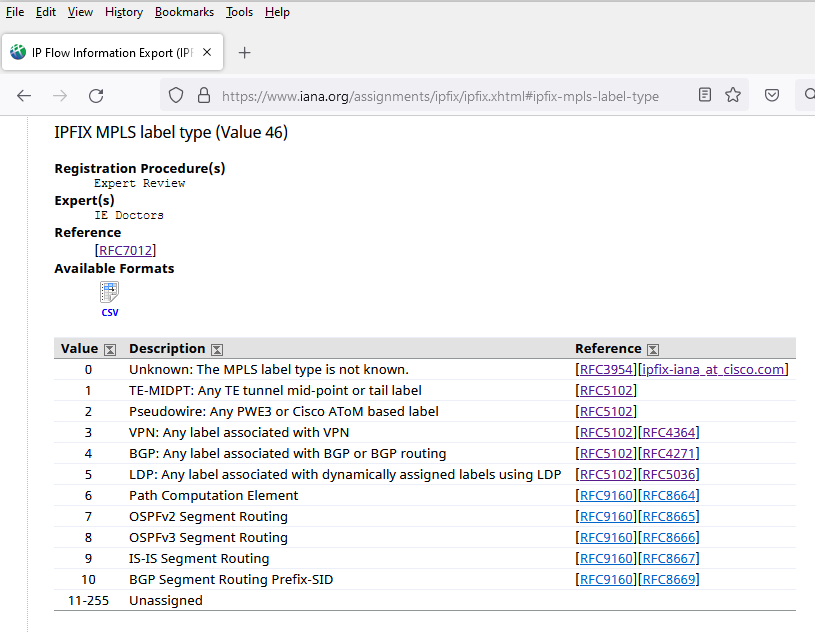 File Edit View History Bookmarks Tools Help
IP Flow Information Export (IPF
https://www.iana.org/assignments/ipfix/ipfix.xhtml#ipfix-mpls-label-type
IPFIX MPLS label type (Value 46)
Registration Procedure(s)
Expert Review
Expert(s)
IE Doctors
Reference
[RFC7012]
Available Formats
CSV
Value Description Reference
0 Unknown: The MPLS label type is not known. [RFC3954][ipfix-iana_at_cisco.com]
1 TE-MIDPT: Any TE tunnel mid-point or tail label [RFC5102]
2 Pseudowire: Any PWE3 or Cisco AToM based label [RFC5102]
3 VPN: Any label associated with VPN [RFC5102][RFC4364]
4 BGP: Any label associated with BGP or BGP routing [RFC5102][RFC4271]
5 LDP: Any label associated with dynamically assigned labels using LDP [RFC5102][RFC5036]
6 Path Computation Element [RFC9160][RFC8664]
7 OSPFv2 Segment Routing [RFC9160][RFC8665]
8 OSPFv3 Segment Routing [RFC9160][RFC8666]
9 IS-IS Segment Routing [RFC9160][RFC8667]
10 BGP Segment Routing Prefix-SID [RFC9160][RFC8669]
11-255 Unassigned